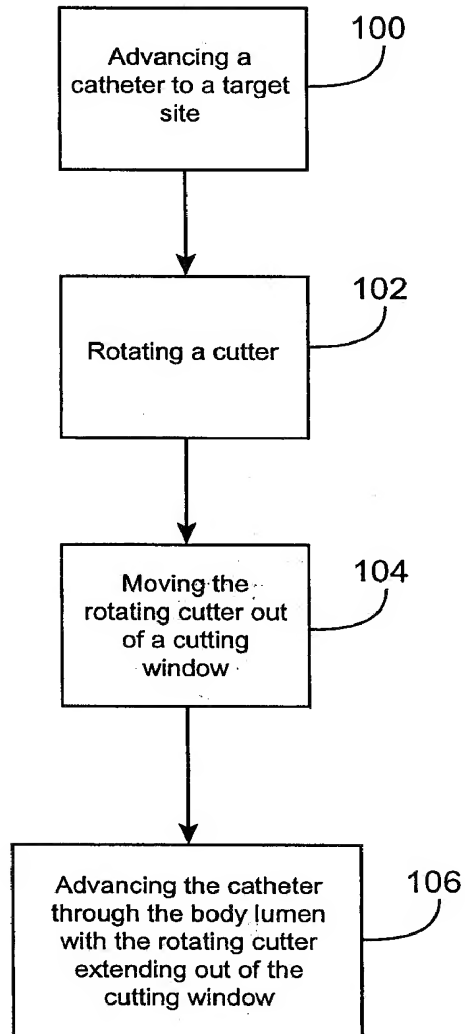 100
Advancing a
catheter to a target
site
102
Rotating a cutter
104
Moving the
rotating cutter out
of a cutting
window
106
Advancing the catheter
through the body lumen
with the rotating cutter
extending out of the
cutting window